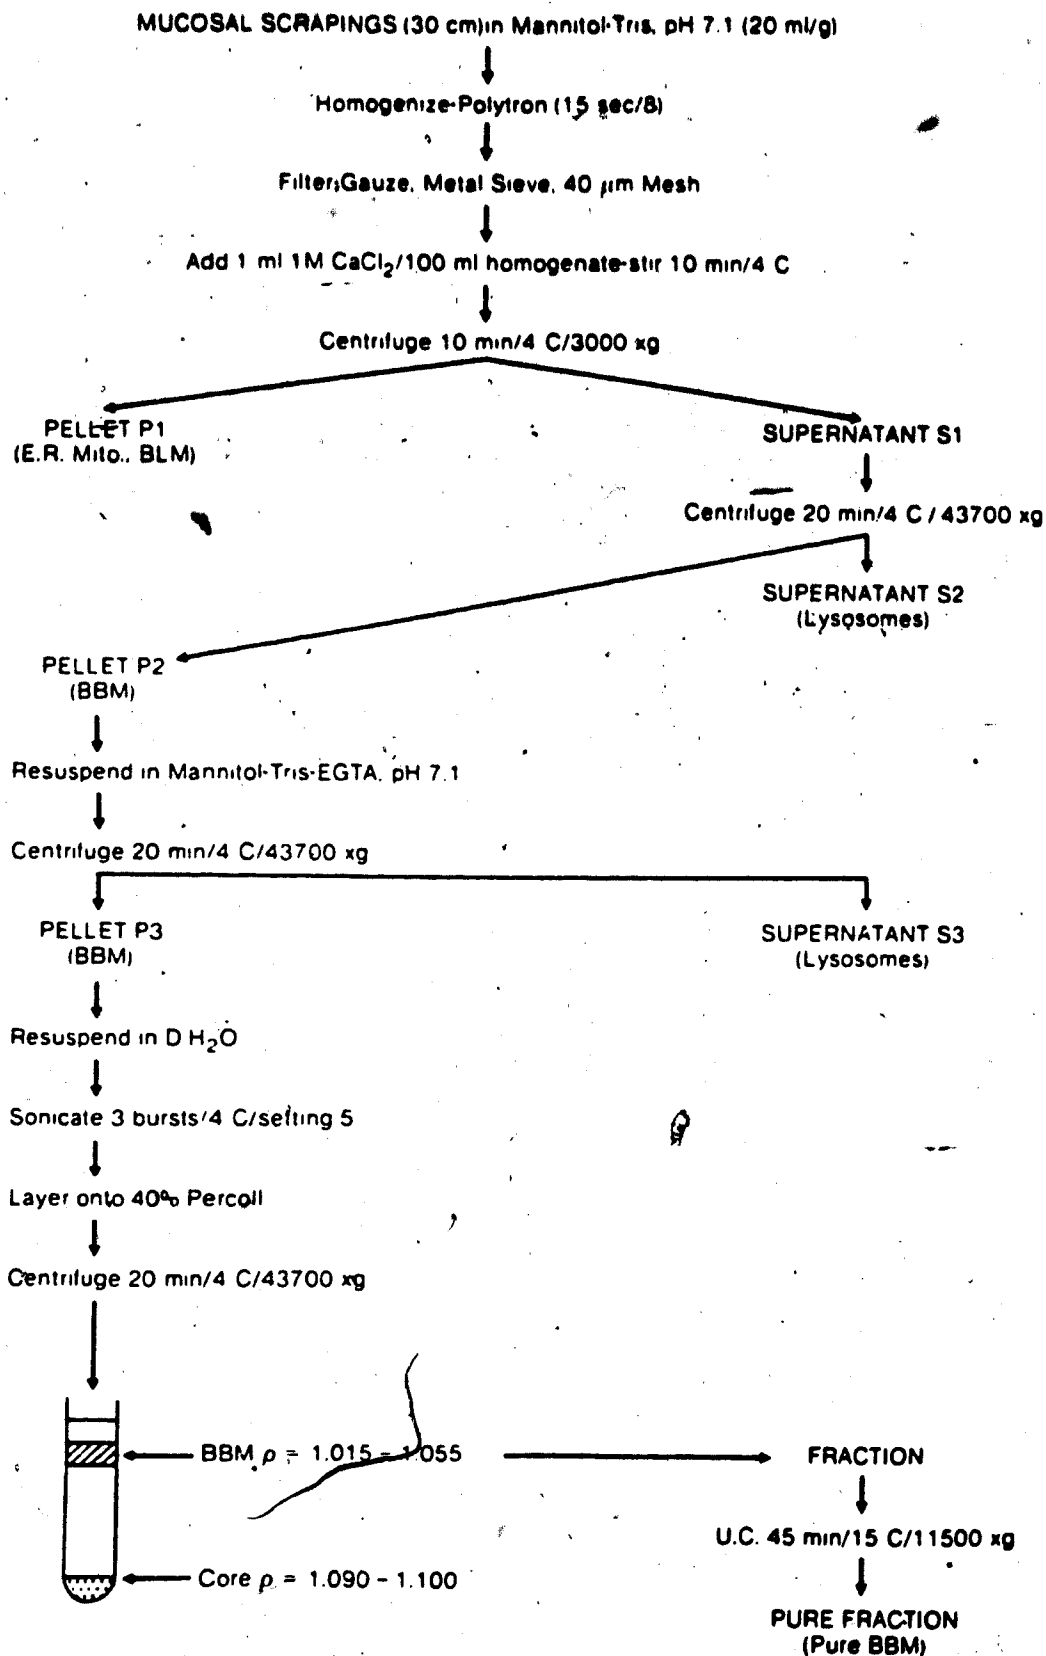 MUCOSAL SCRAPINGS (30 cm) in Mannitol-Tris, pH 7.1 (20 ml/g)
Homogenize-Polytron (15 sec/8)
Filter; Gauze, Metal Sieve, 40 µm Mesh
Add 1 ml 1M CaCl₂/100 ml homogenate-stir 10 min/4 C
Centrifuge 10 min/4 C/3000 xg
PELLET P1
(E.R. Mito., BLM)
SUPERNATANT S1
Centrifuge 20 min/4 C / 43700 xg
SUPERNATANT S2
(Lysosomes)
PELLET P2
(BBM)
Resuspend in Mannitol-Tris-EGTA, pH 7.1
Centrifuge 20 min/4 C/43700 xg
PELLET P3
(BBM)
SUPERNATANT S3
(Lysosomes)
Resuspend in D H₂O
Sonicate 3 bursts/4 C/setting 5
Layer onto 40% Percoll
Centrifuge 20 min/4 C/43700 xg
BBM ρ = 1.015 – 1.055
FRACTION
U.C. 45 min/15 C/11500 xg
Core ρ = 1.090 – 1.100
PURE FRACTION
(Pure BBM)